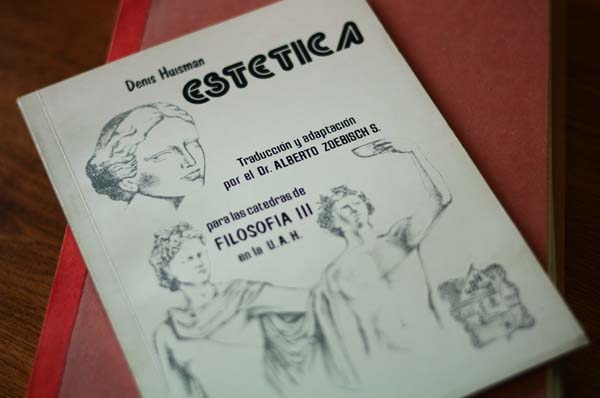 Denis Huisman
ESTETICA
Traducción y adaptación
por el Dr. ALBERTO ZOEBISCH S.
para las catedras de
FILOSOFIA III
en la U.A.H.